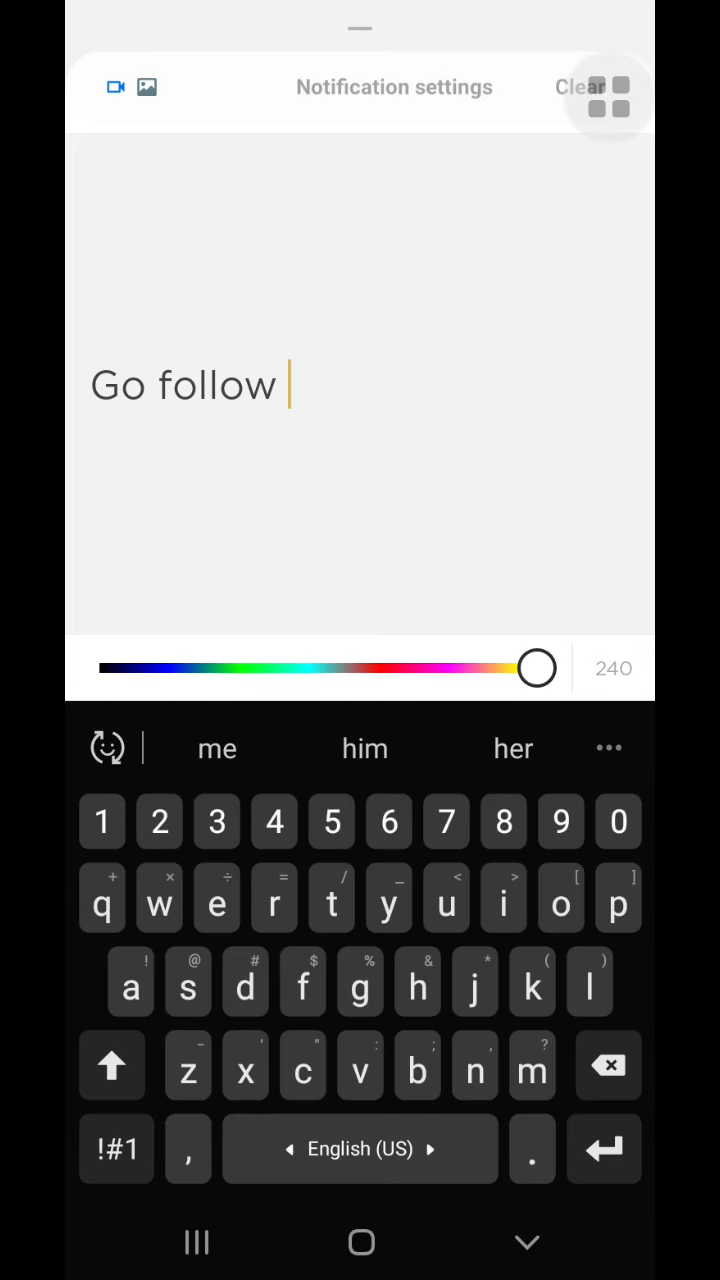 Notification settings Clear
Go follow
240
me him her
1 2 3 4 5 6 7 8 9 0
+ × ÷ = / _ < > [ ]
q w e r t y u i o p
! @ # $ % & * ( )
a s d f g h j k l
- ' " : ; , ?
z x c v b n m
!#1 , English (US) .